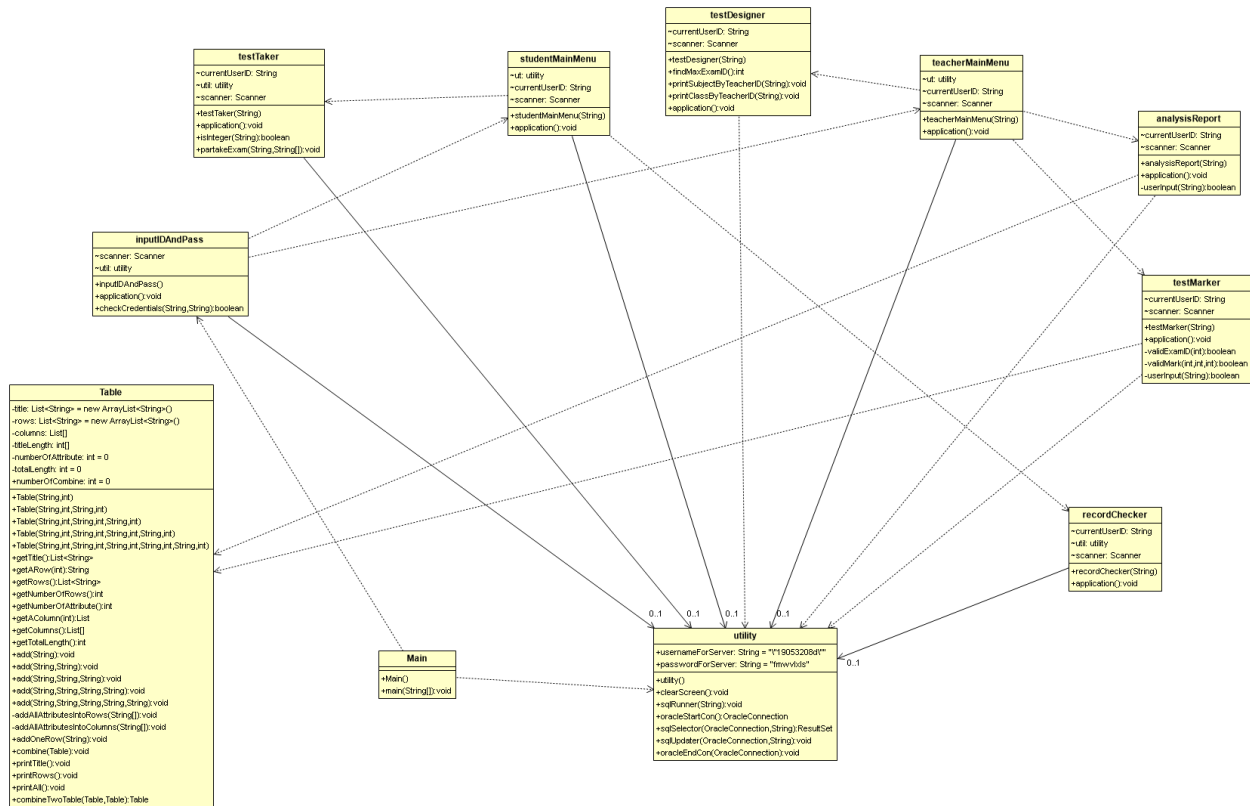 testDesigner
~currentUserID: String
~scanner: Scanner
+testDesigner(String)
+findMaxExamID():int
+printSubjectByTeacherID(String):void
+printClassByTeacherID(String):void
+application():void
testTaker
~currentUserID: String
~util: utility
~scanner: Scanner
+testTaker(String)
+application():void
+isInteger(String):boolean
+partakeExam(String,String[]):void
studentMainMenu
~ut: utility
~currentUserID: String
~scanner: Scanner
+studentMainMenu(String)
+application():void
teacherMainMenu
~ut: utility
~currentUserID: String
~scanner: Scanner
+teacherMainMenu(String)
+application():void
analysisReport
~currentUserID: String
~scanner: Scanner
+analysisReport(String)
+application():void
-userInput(String):boolean
inputIDAndPass
~scanner: Scanner
~util: utility
+inputIDAndPass()
+application():void
+checkCredentials(String,String):boolean
testMarker
~currentUserID: String
~scanner: Scanner
+testMarker(String)
+application():void
-validExamID(int):boolean
-validMark(int,int,int):boolean
-userInput(String):boolean
Table
-title: List<String> = new ArrayList<String>()
-rows: List<String> = new ArrayList<String>()
-columns: List[]
-titleLength: int[]
-numberOfAttribute: int = 0
-totalLength: int = 0
+numberOfCombine: int = 0
+Table(String,int)
+Table(String,int,String,int)
+Table(String,int,String,int,String,int)
+Table(String,int,String,int,String,int,String,int)
+Table(String,int,String,int,String,int,String,int,String,int)
+getTitle():List<String>
+getARow(int):String
+getRows():List<String>
+getNumberOfRows():int
+getNumberOfAttribute():int
+getAColumn(int):List
+getColumns():List[]
+getTotalLength():int
+add(String):void
+add(String,String):void
+add(String,String,String):void
+add(String,String,String,String):void
+add(String,String,String,String,String):void
-addAllAttributesIntoRows(String[]):void
-addAllAttributesIntoColumns(String[]):void
+addOneRow(String):void
+combine(Table):void
+printTitle():void
+printRows():void
+printAll():void
+combineTwoTable(Table,Table):Table
recordChecker
~currentUserID: String
~util: utility
~scanner: Scanner
+recordChecker(String)
+application():void
0..1
0..1
0..1
0..1
0..1
Main
+Main()
+main(String[]):void
utility
+usernameForServer: String = "\"19053208d\""
+passwordForServer: String = "fmwvlxls"
+utility()
+clearScreen():void
+sqlRunner(String):void
+oracleStartCon():OracleConnection
+sqlSelector(OracleConnection,String):ResultSet
+sqlUpdater(OracleConnection,String):void
+oracleEndCon(OracleConnection):void